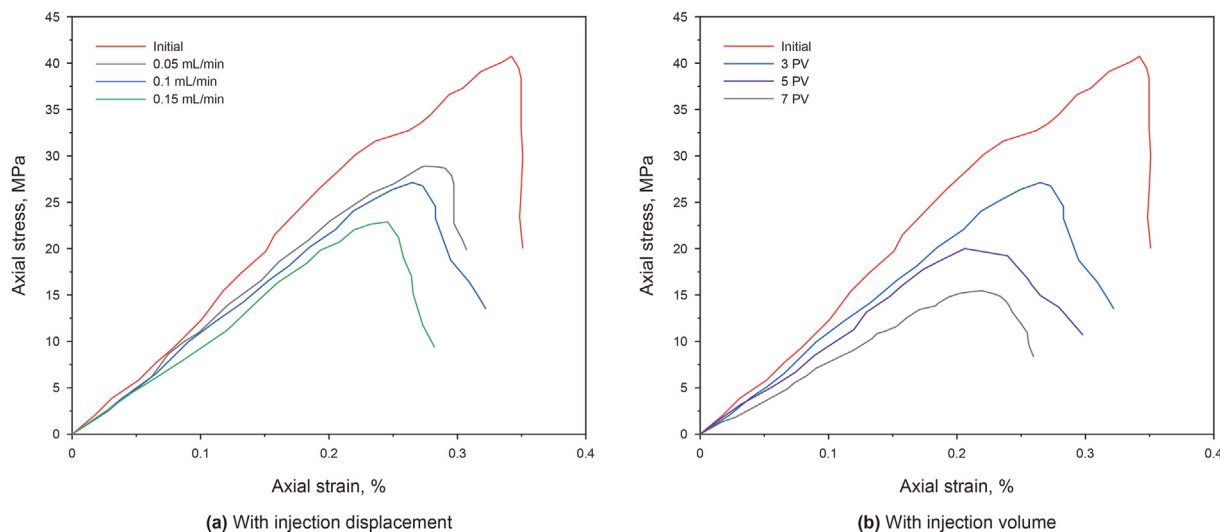 45
40
35
30
25
20
15
10
5
0
Axial stress, MPa
Initial
0.05 mL/min
0.1 mL/min
0.15 mL/min
0 0.1 0.2 0.3 0.4
Axial strain, %
(a) With injection displacement
45
40
35
30
25
20
15
10
5
0
Axial stress, MPa
Initial
3 PV
5 PV
7 PV
0 0.1 0.2 0.3 0.4
Axial strain, %
(b) With injection volume